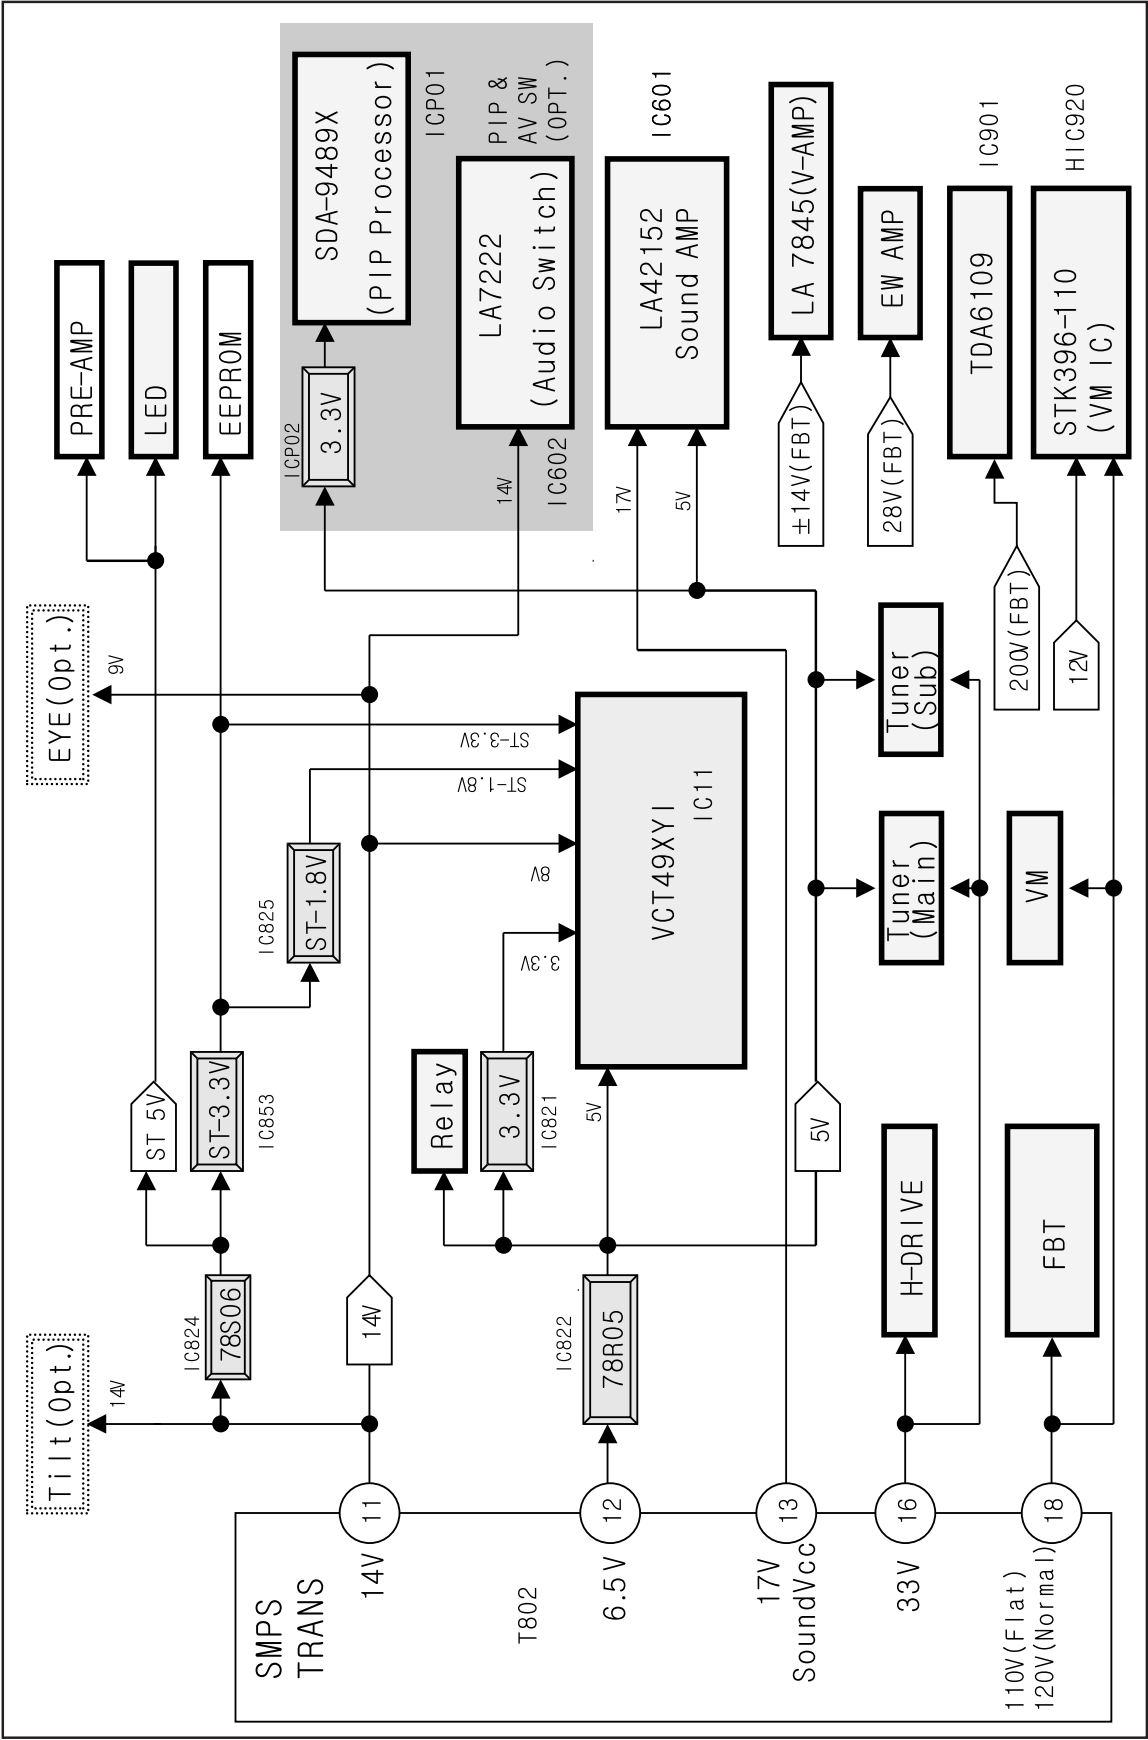 SMPS
TRANS
T802
14V
11
6.5V
12
17V
SoundVcc
13
33V
16
110V(Flat)
120V(Normal)
18
Tilt(Opt.)
14V
IC824
78S06
14V
IC822
78R05
H-DRIVE
FBT
ST 5V
ST-3.3V
IC853
Relay
3.3V
IC821
5V
5V
IC825
ST-1.8V
3.3V
8V
ST-1.8V
ST-3.3V
VCT49XYI
IC11
Tuner
(Main)
VM
EYE(Opt.)
9V
Tuner
(Sub)
200V(FBT)
12V
PRE-AMP
LED
EEPROM
ICP02
3.3V
14V
IC602
17V
5V
±14V(FBT)
28V(FBT)
SDA-9489X
(PIP Processor)
ICP01
LA7222
(Audio Switch)
PIP &
AV SW
(OPT.)
LA42152
Sound AMP
IC601
LA 7845(V-AMP)
EW AMP
TDA6109
IC901
STK396-110
(VM IC)
HIC920